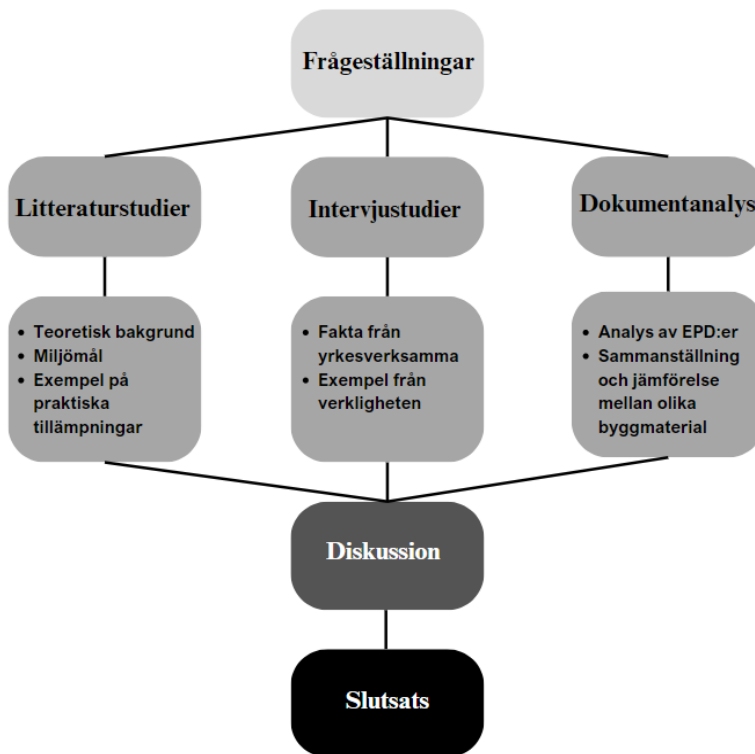 Frågeställningar
Litteraturstudier
Intervjustudier
Dokumentanalys
• Teoretisk bakgrund
• Miljömål
• Exempel på
praktiska
tillämpningar
• Fakta från
yrkesverksamma
• Exempel från
verkligheten
• Analys av EPD:er
• Sammanställning
och jämförelse
mellan olika
byggmaterial
Diskussion
Slutsats